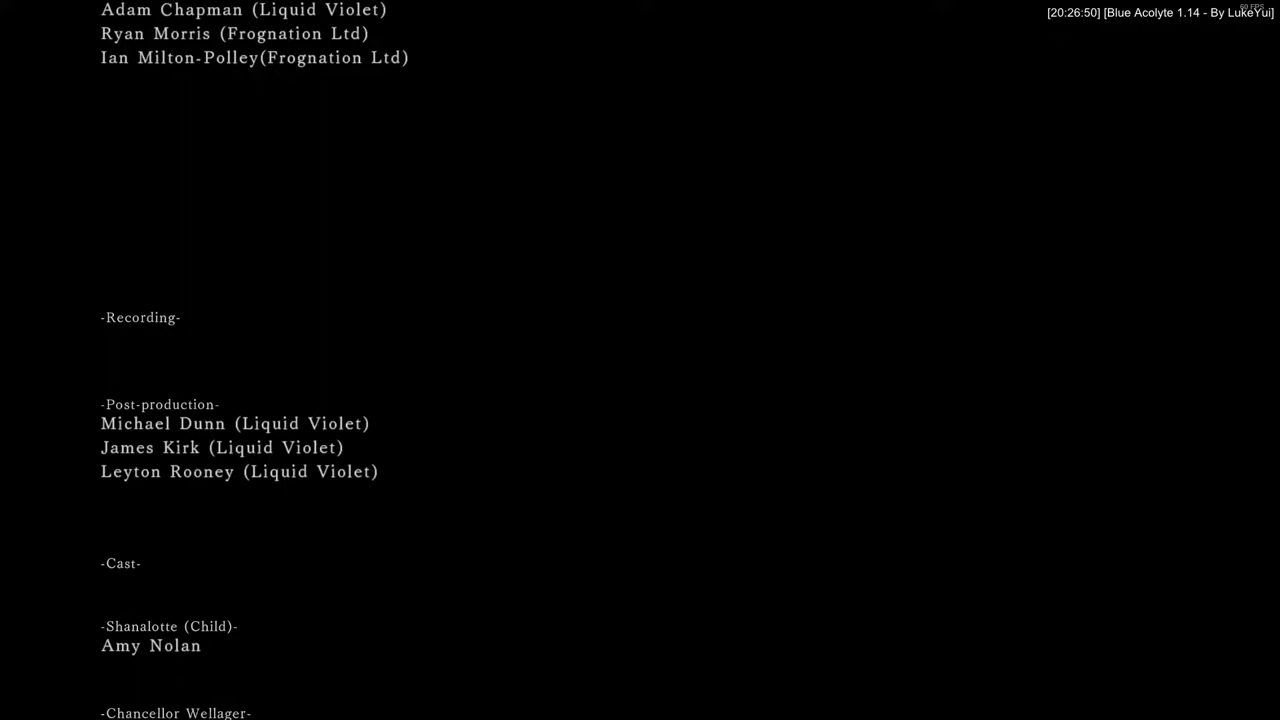 60 FPS
[20:26:50] [Blue Acolyte 1.14 - By LukeYui]
Adam Chapman (Liquid Violet)
Ryan Morris (Frognation Ltd)
Ian Milton-Polley(Frognation Ltd)
-Recording-
-Post-production-
Michael Dunn (Liquid Violet)
James Kirk (Liquid Violet)
Leyton Rooney (Liquid Violet)
-Cast-
-Shanalotte (Child)-
Amy Nolan
-Chancellor Wellager-